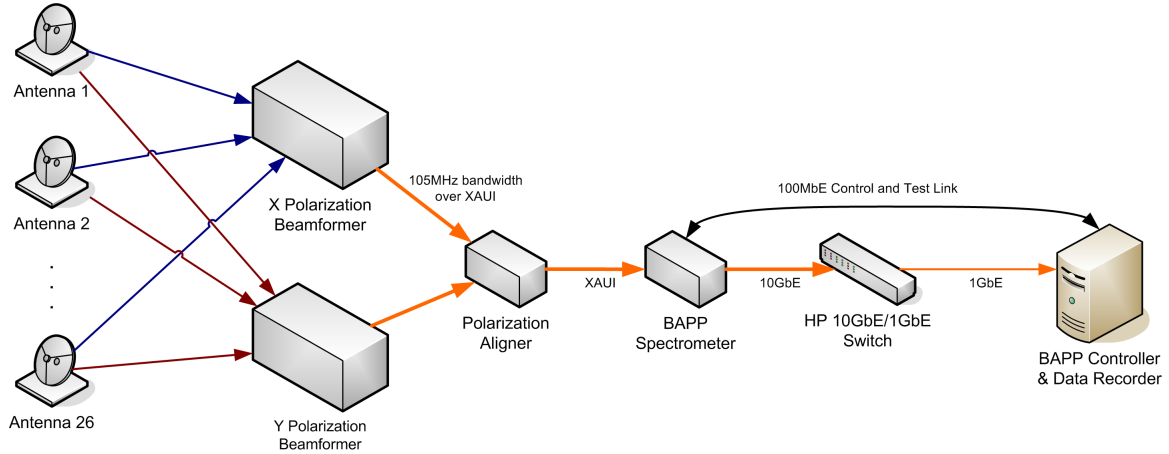 Antenna 1
Antenna 2
.
.
.
Antenna 26
X Polarization
Beamformer
Y Polarization
Beamformer
105MHz bandwidth
over XAUI
Polarization
Aligner
XAUI
BAPP
Spectrometer
10GbE
HP 10GbE/1GbE
Switch
1GbE
100MbE Control and Test Link
BAPP Controller
& Data Recorder